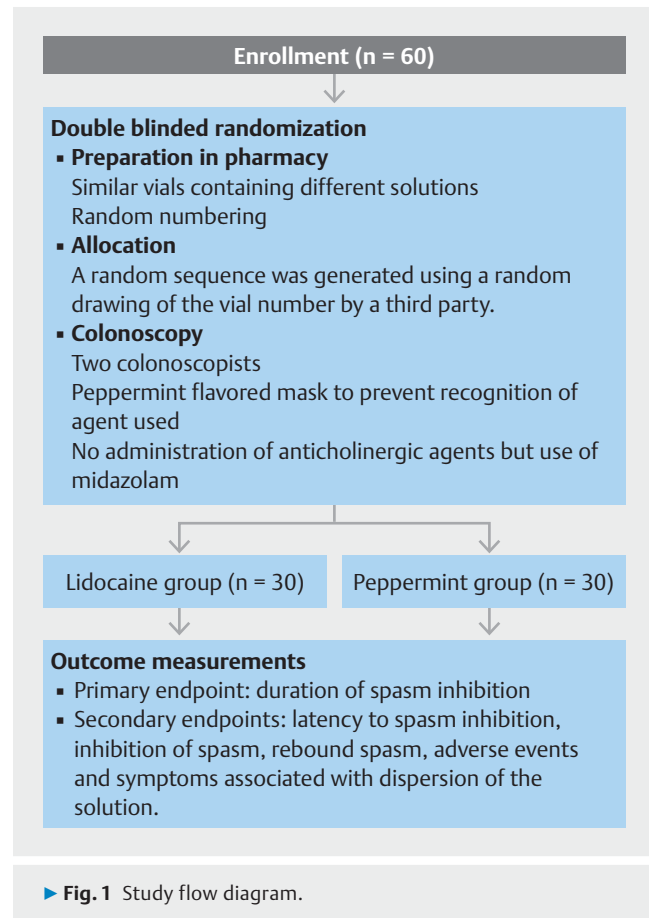 Enrollment (n = 60)
Double blinded randomization
▪ Preparation in pharmacy
Similar vials containing different solutions
Random numbering
▪ Allocation
A random sequence was generated using a random
drawing of the vial number by a third party.
▪ Colonoscopy
Two colonoscopists
Peppermint flavored mask to prevent recognition of
agent used
No administration of anticholinergic agents but use of
midazolam
Lidocaine group (n = 30)
Peppermint group (n = 30)
Outcome measurements
▪ Primary endpoint: duration of spasm inhibition
▪ Secondary endpoints: latency to spasm inhibition,
inhibition of spasm, rebound spasm, adverse events
and symptoms associated with dispersion of the
solution.
▶ Fig. 1 Study flow diagram.